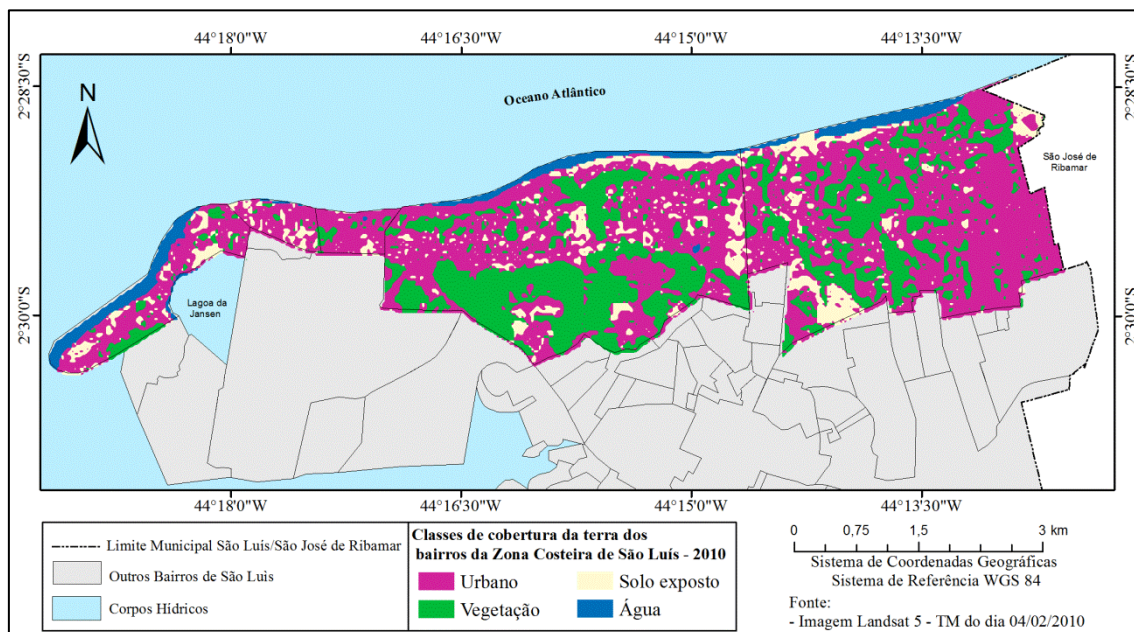 44°18'0"W 44°16'30"W 44°15'0"W 44°13'30"W
2°28'30"S
2°28'30"S
N
Oceano Atlântico
São José de
Ribamar
Lagoa da
Jansen
2°30'0"S
2°30'0"S
44°18'0"W 44°16'30"W 44°15'0"W 44°13'30"W
Limite Municipal São Luís/São José de Ribamar
Outros Bairros de São Luìs
Corpos Hídricos
Classes de cobertura da terra dos
bairros da Zona Costeira de São Luís - 2010
Urbano Solo exposto
Vegetação Água
0 0,75 1,5 3 km
Sistema de Coordenadas Geográficas
Sistema de Referência WGS 84
Fonte:
- Imagem Landsat 5 - TM do dia 04/02/2010